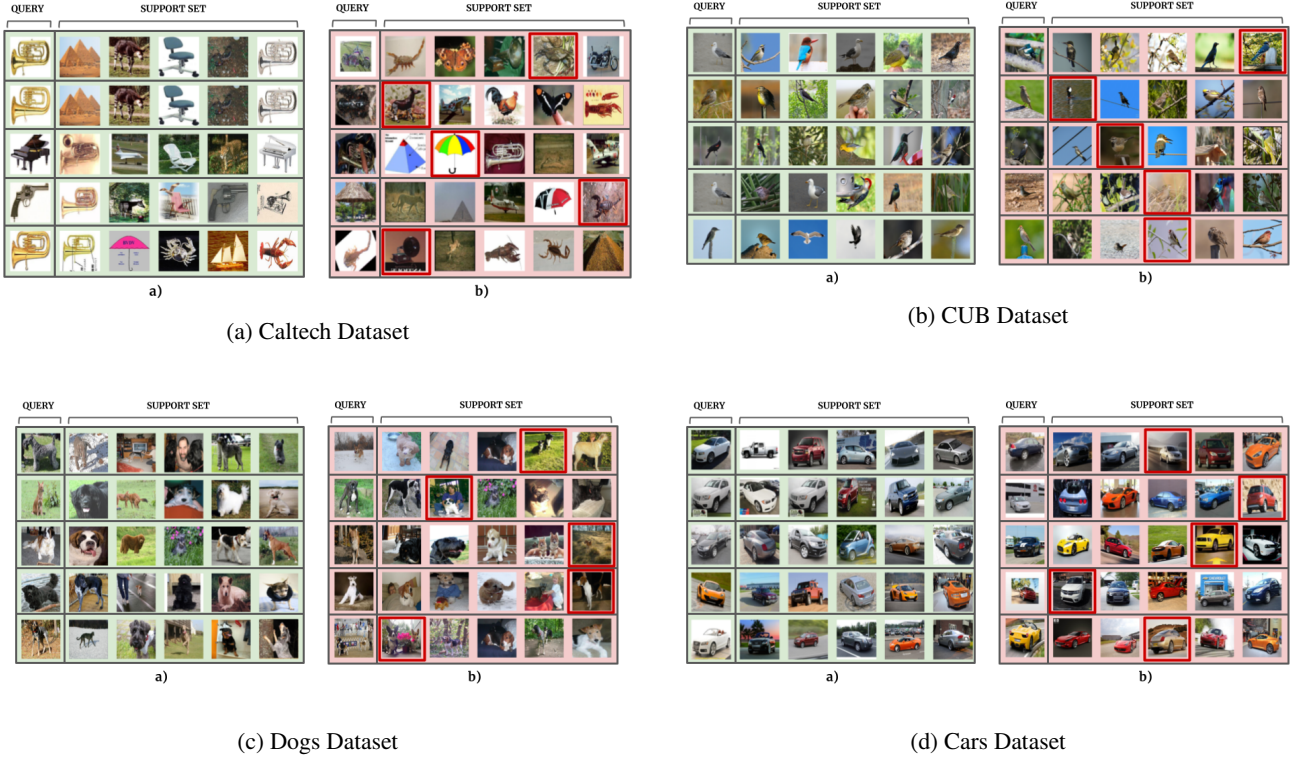 QUERY SUPPORT SET QUERY SUPPORT SET
a) b)
(a) Caltech Dataset
QUERY SUPPORT SET QUERY SUPPORT SET
a) b)
(b) CUB Dataset
QUERY SUPPORT SET QUERY SUPPORT SET
a) b)
(c) Dogs Dataset
QUERY SUPPORT SET QUERY SUPPORT SET
a) b)
(d) Cars Dataset